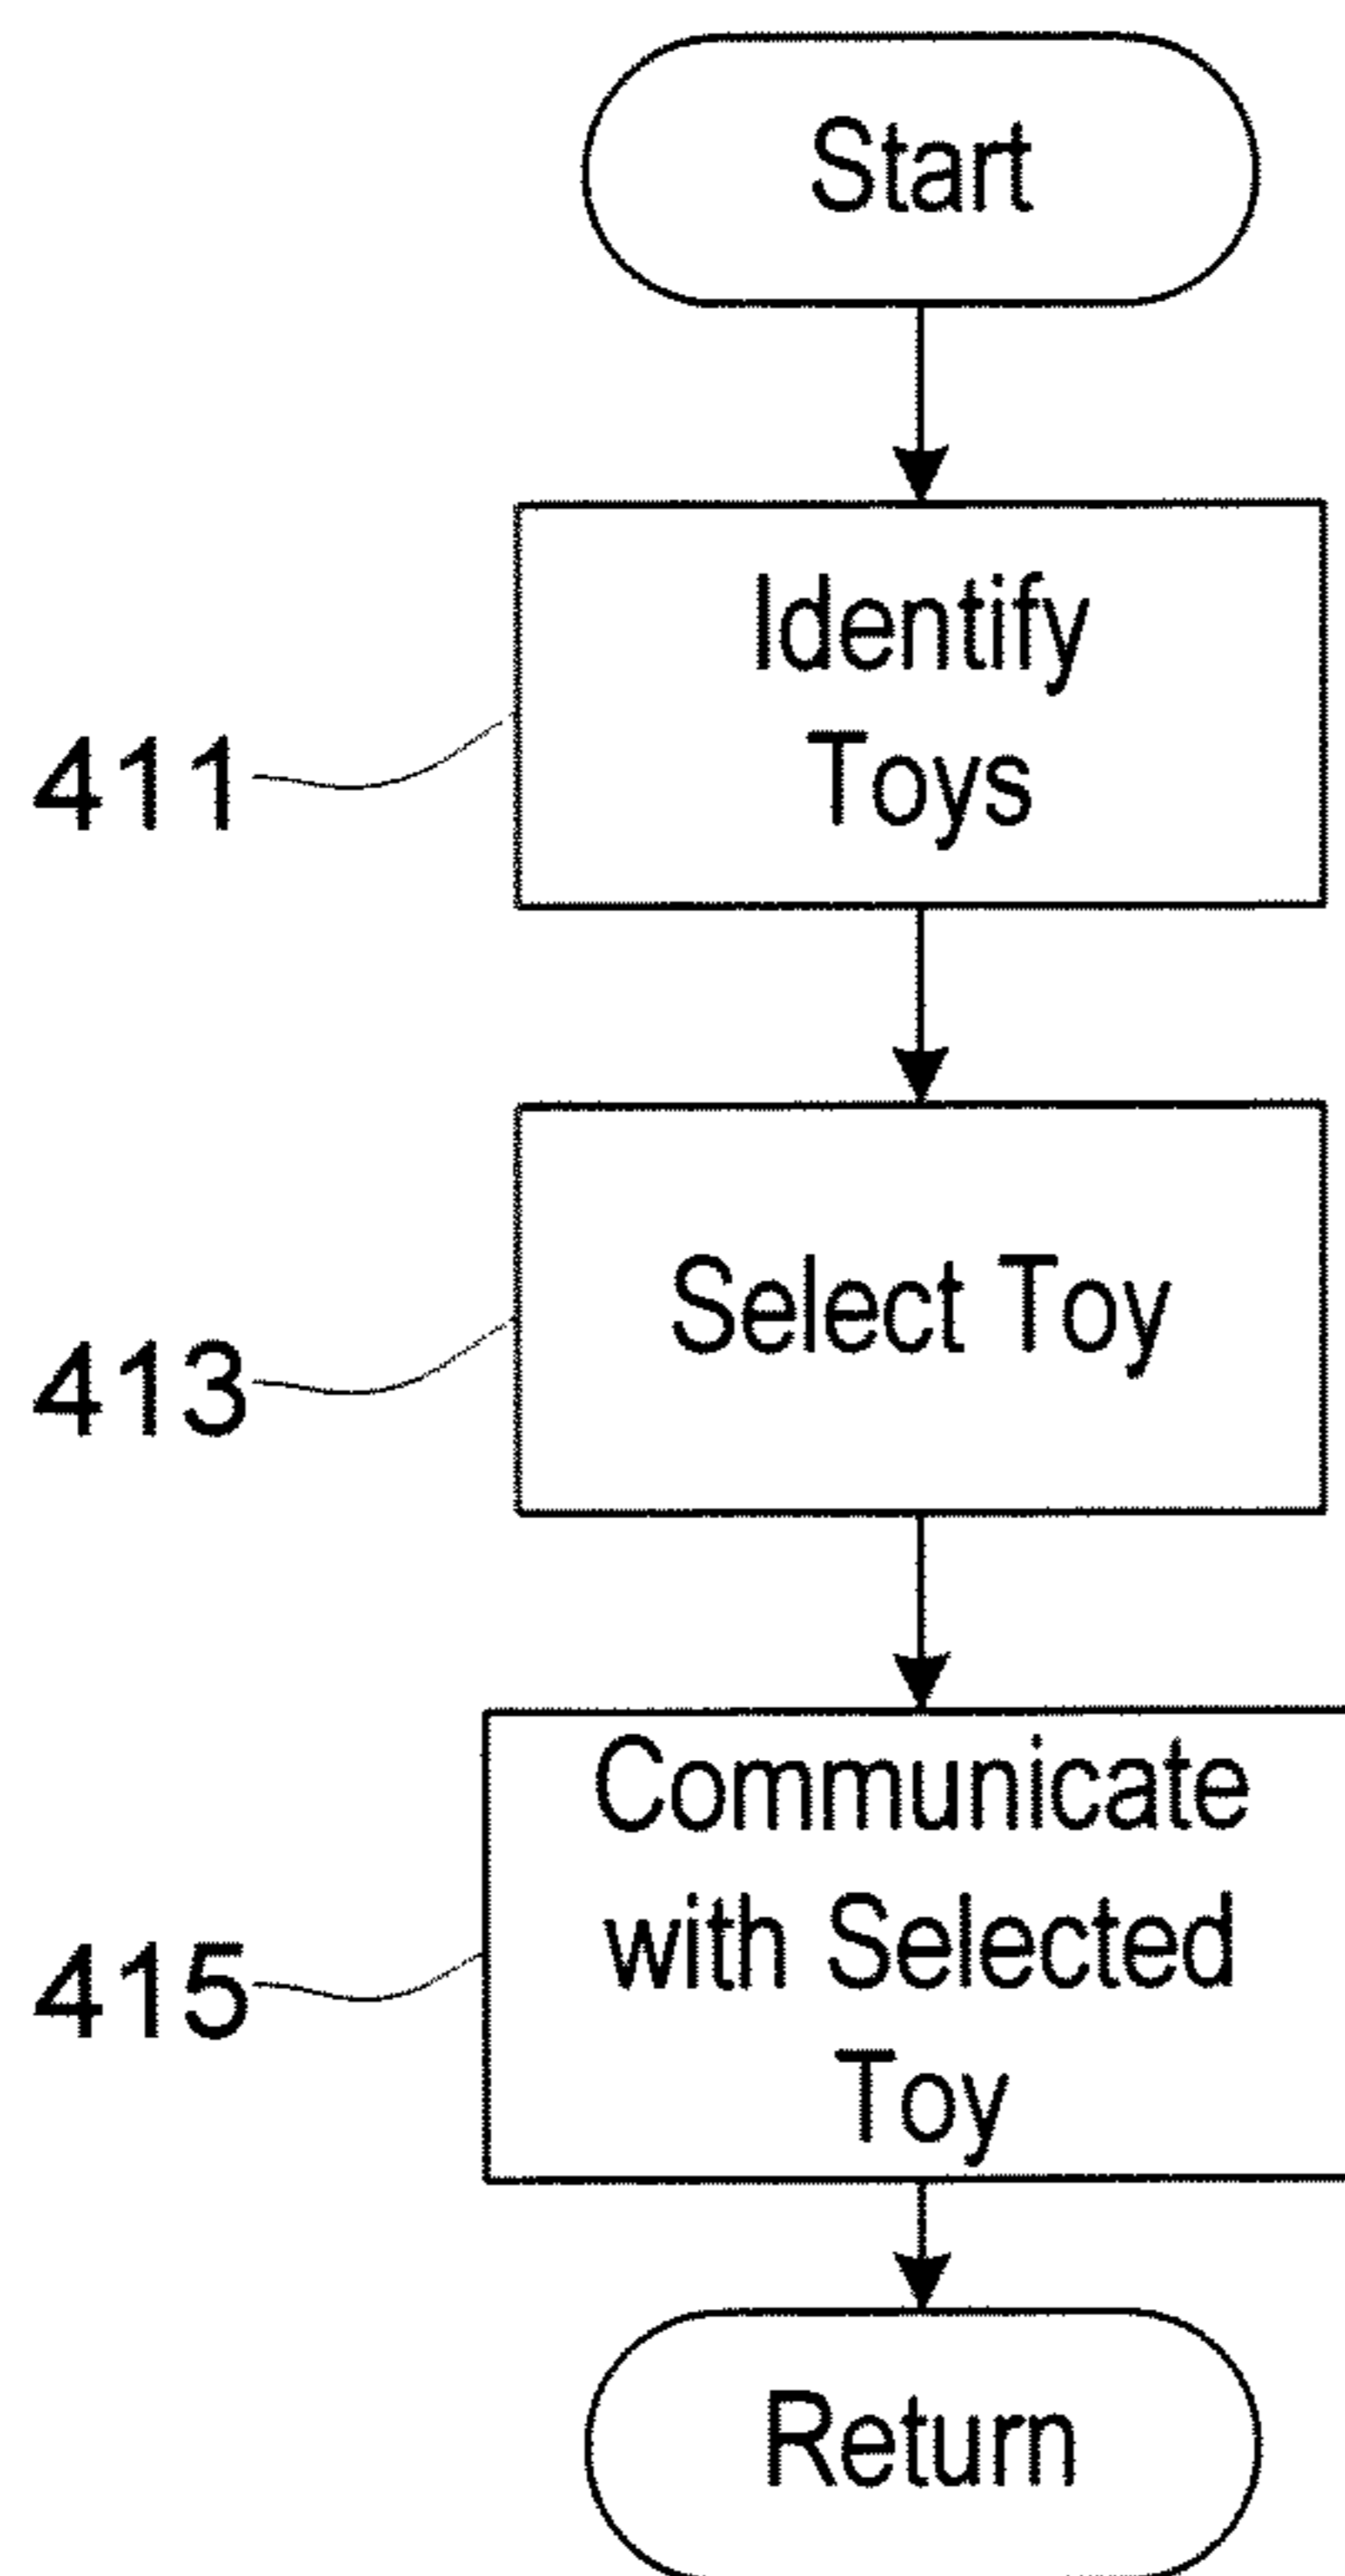 Start
Identify
Toys
411
Select Toy
413
Communicate
with Selected
Toy
415
Return